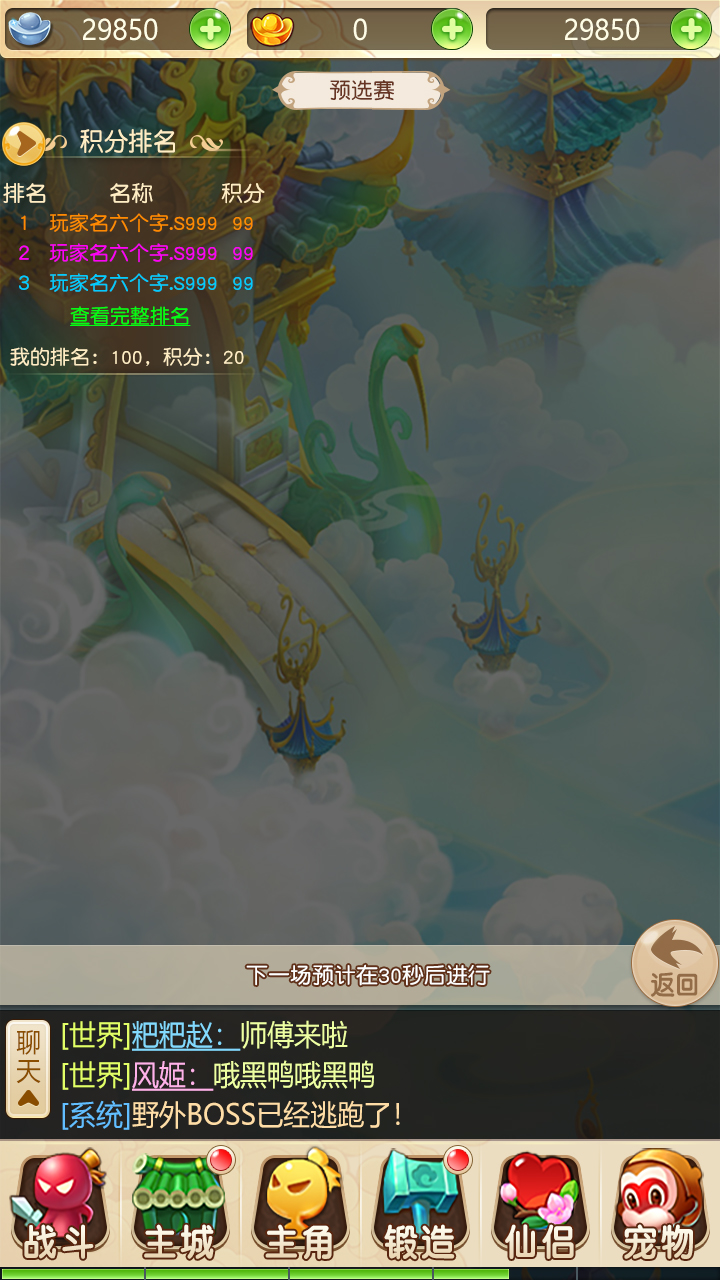 29850 0 29850
预选赛
积分排名
排名 名称 积分
1 玩家名六个字.S999 99
2 玩家名六个字.S999 99
3 玩家名六个字.S999 99
查看完整排名
我的排名：100，积分：20
下一场预计在30秒后进行
返回
聊天
[世界]粑粑赵：师傅来啦
[世界]风姬：哦黑鸭哦黑鸭
[系统]野外BOSS已经逃跑了！
战斗 主城 主角 锻造 仙侣 宠物